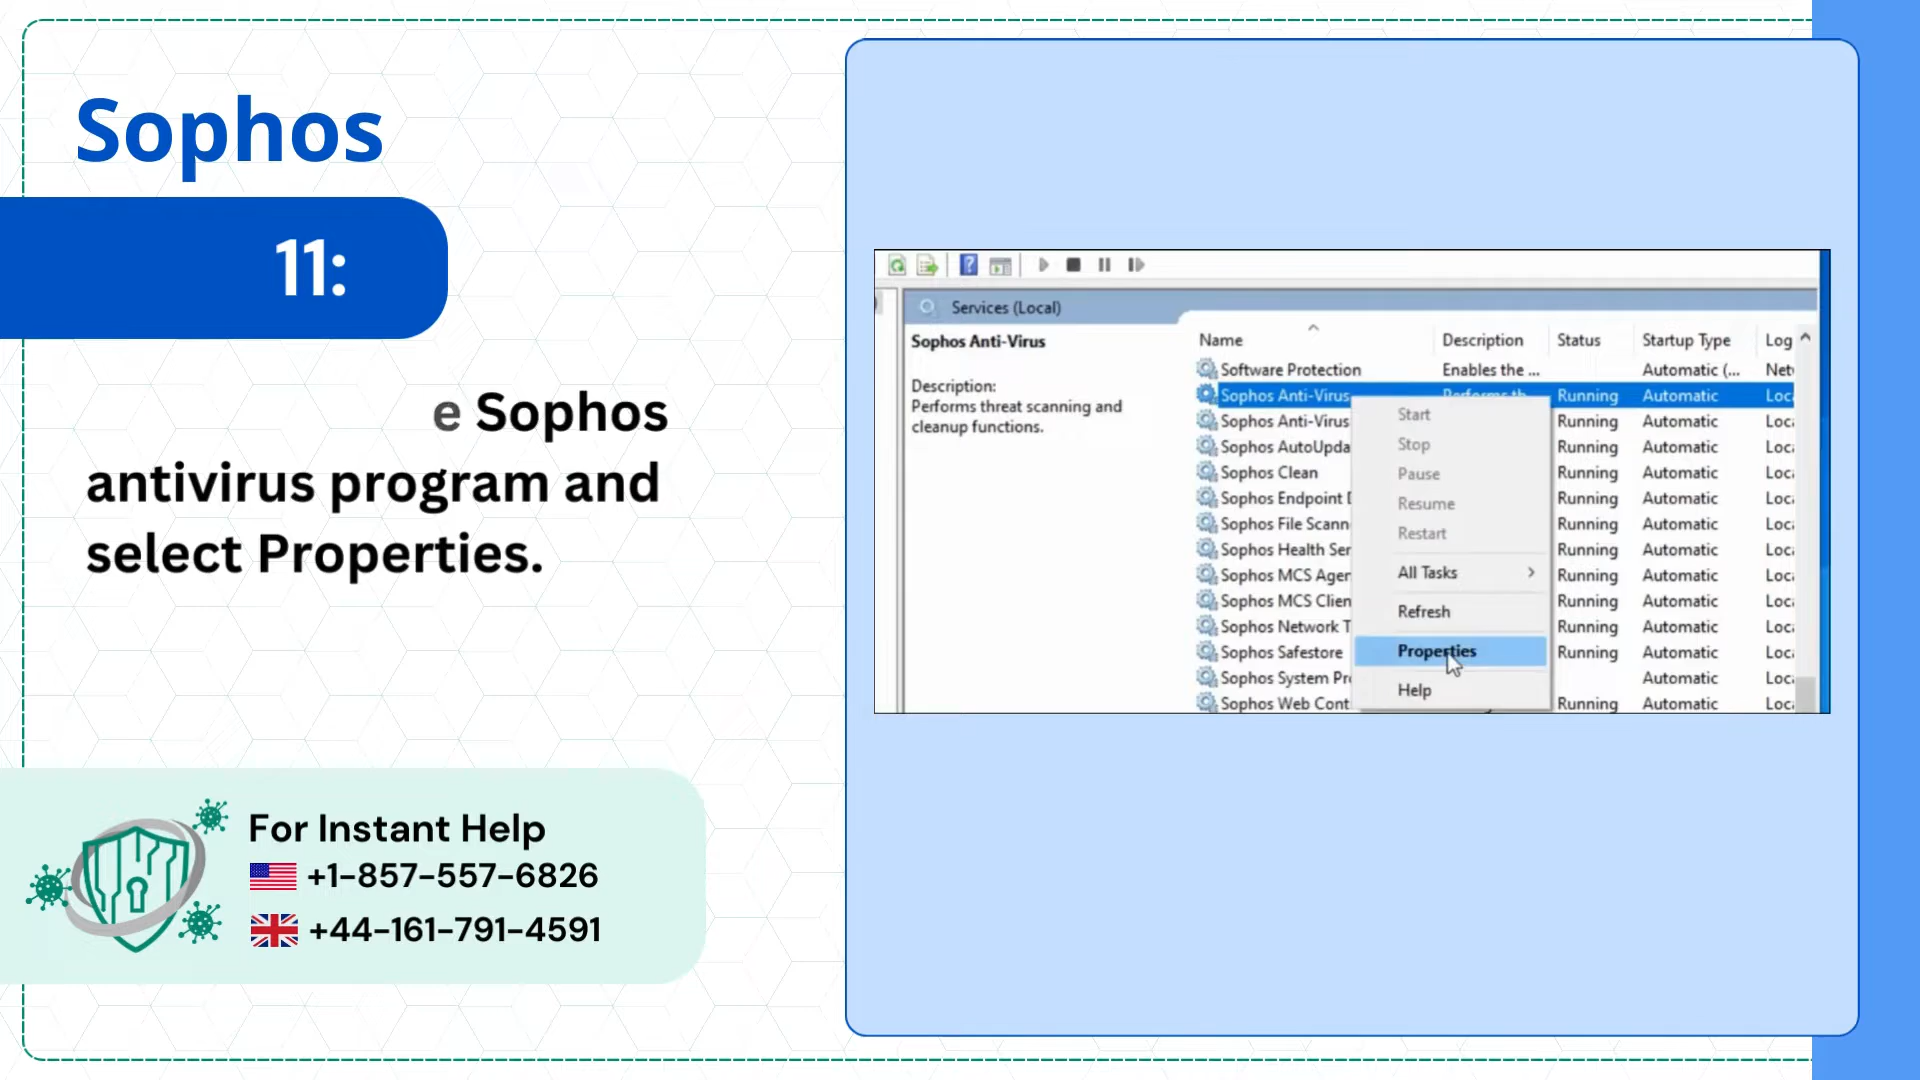 Sophos
11:
e Sophos
antivirus program and
select Properties.
For Instant Help
+1-857-557-6826
+44-161-791-4591
Services (Local)
Sophos Anti-Virus
Description:
Performs threat scanning and
cleanup functions.
Name Description Status Startup Type Log
Software Protection Enables the ... Automatic (...
Sophos Anti-Virus Running Automatic
Sophos Anti-Virus Running Automatic
Sophos AutoUpda Running Automatic
Sophos Clean Running Automatic
Sophos Endpoint Running Automatic
Sophos File Scann Running Automatic
Sophos Health Ser Running Automatic
Sophos MCS Agen Running Automatic
Sophos MCS Clien Running Automatic
Sophos Network T Running Automatic
Sophos Safestore Running Automatic
Sophos System Pr Automatic
Sophos Web Cont Running Automatic
Start
Stop
Pause
Resume
Restart
All Tasks
Refresh
Properties
Help